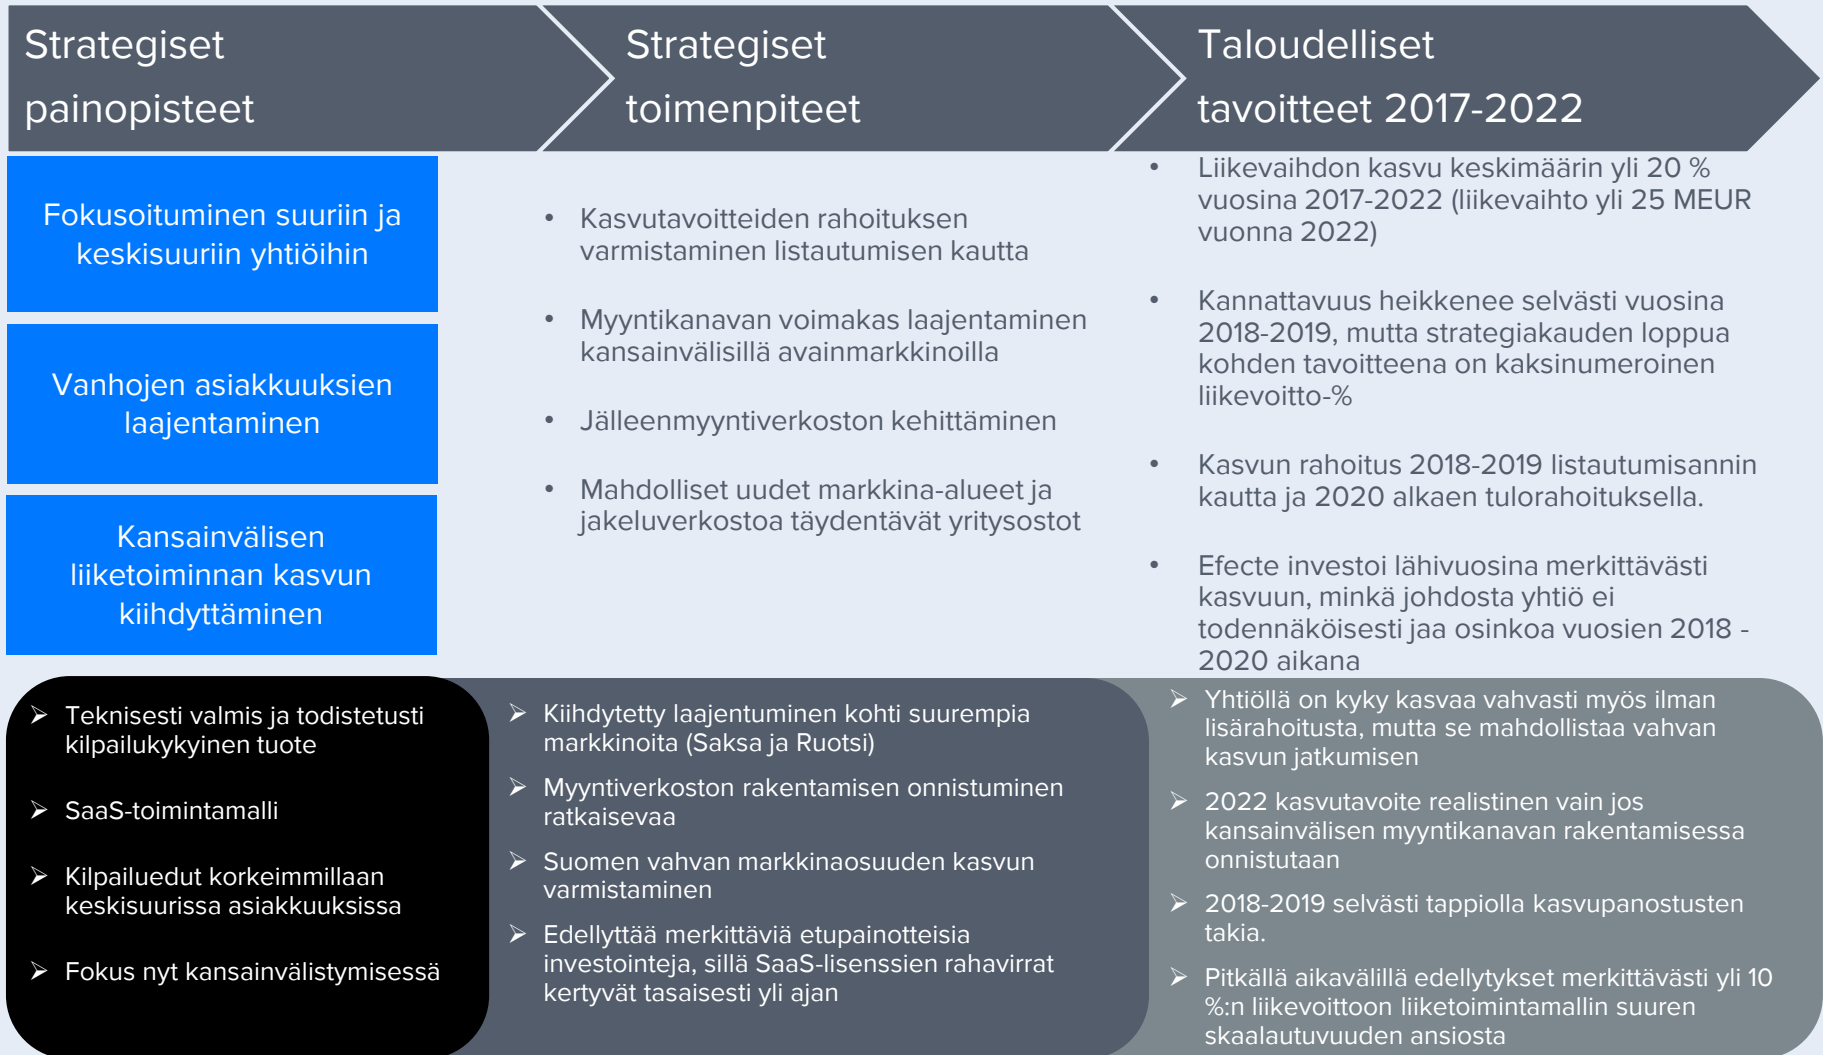 Strategiset
painopisteet
Strategiset
toimenpiteet
Taloudelliset
tavoitteet 2017-2022
Fokusoituminen suuriin ja
keskisuuriin yhtiöihin
Vanhojen asiakkuuksien
laajentaminen
Kansainvälisen
liiketoiminnan kasvun
kiihdyttäminen
• Kasvutavoitteiden rahoituksen
varmistaminen listautumisen kautta
• Myyntikanavan voimakas laajentaminen
kansainvälisillä avainmarkkinoilla
• Jälleenmyyntiverkoston kehittäminen
• Mahdolliset uudet markkina-alueet ja
jakeluverkostoa täydentävät yritysostot
• Liikevaihdon kasvu keskimäärin yli 20 %
vuosina 2017-2022 (liikevaihto yli 25 MEUR
vuonna 2022)
• Kannattavuus heikkenee selvästi vuosina
2018-2019, mutta strategiakauden loppua
kohden tavoitteena on kaksinumeroinen
liikevoitto-%
• Kasvun rahoitus 2018-2019 listautumisannin
kautta ja 2020 alkaen tulorahoituksella.
• Efecte investoi lähivuosina merkittävästi
kasvuun, minkä johdosta yhtiö ei
todennäköisesti jaa osinkoa vuosien 2018 -
2020 aikana
➢ Teknisesti valmis ja todistetusti
kilpailukykyinen tuote
➢ SaaS-toimintamalli
➢ Kilpailuedut korkeimmillaan
keskisuurissa asiakkuuksissa
➢ Fokus nyt kansainvälistymisessä
➢ Kiihdytetty laajentuminen kohti suurempia
markkinoita (Saksa ja Ruotsi)
➢ Myyntiverkoston rakentamisen onnistuminen
ratkaisevaa
➢ Suomen vahvan markkinaosuuden kasvun
varmistaminen
➢ Edellyttää merkittäviä etupainotteisia
investointeja, sillä SaaS-lisenssien rahavirrat
kertyvät tasaisesti yli ajan
➢ Yhtiöllä on kyky kasvaa vahvasti myös ilman
lisärahoitusta, mutta se mahdollistaa vahvan
kasvun jatkumisen
➢ 2022 kasvutavoite realistinen vain jos
kansainvälisen myyntikanavan rakentamisessa
onnistutaan
➢ 2018-2019 selvästi tappiolla kasvupanostusten
takia.
➢ Pitkällä aikavälillä edellytykset merkittävästi yli 10
%:n liikevoittoon liiketoimintamallin suuren
skaalautuvuuden ansiosta